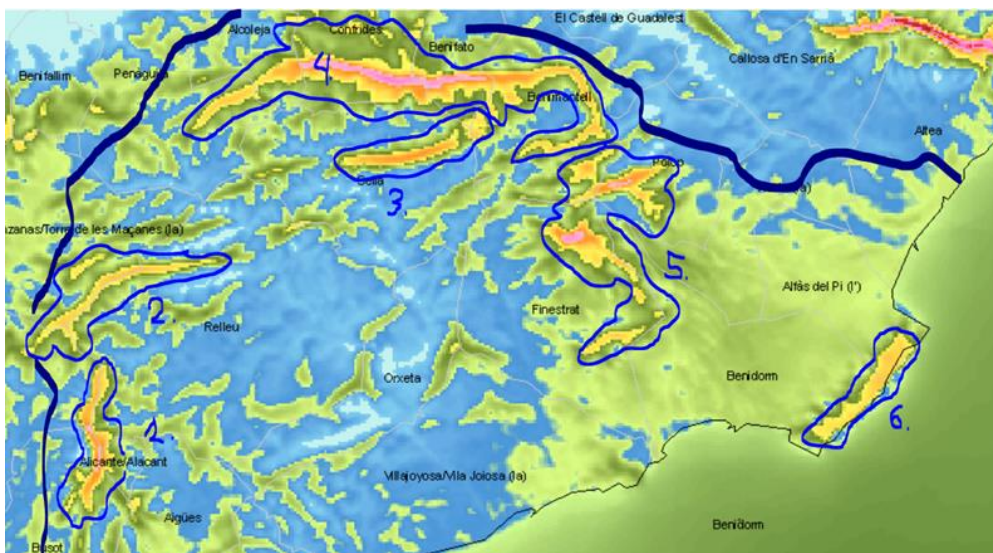 El Castell de Guadalest
Alcoleja
Confrides
Benifato
Callosa d'En Sarrià
Benifallim
Penàguila
4
Benimantell
Altea
Polop
Sella
3.
azanas/Torre de les Maçanes (la)
5.
Alfàs del Pi (l')
2.
Relleu
Finestrat
Orxeta
Benidorm
2.
6.
Alicante/Alacant
Villajoyosa/Vila Joiosa (la)
Aigües
Benidorm
Busot